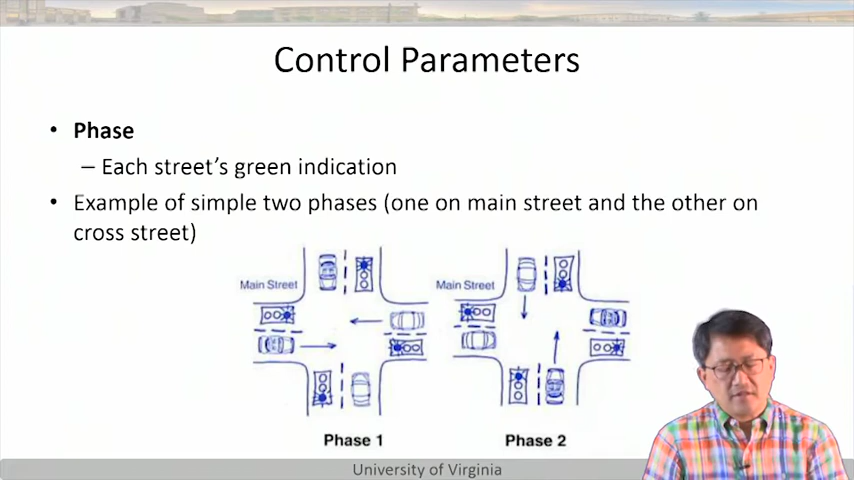 Control Parameters
• Phase
– Each street's green indication
• Example of simple two phases (one on main street and the other on
cross street)
Main Street
Main Street
Phase 1
Phase 2
University of Virginia